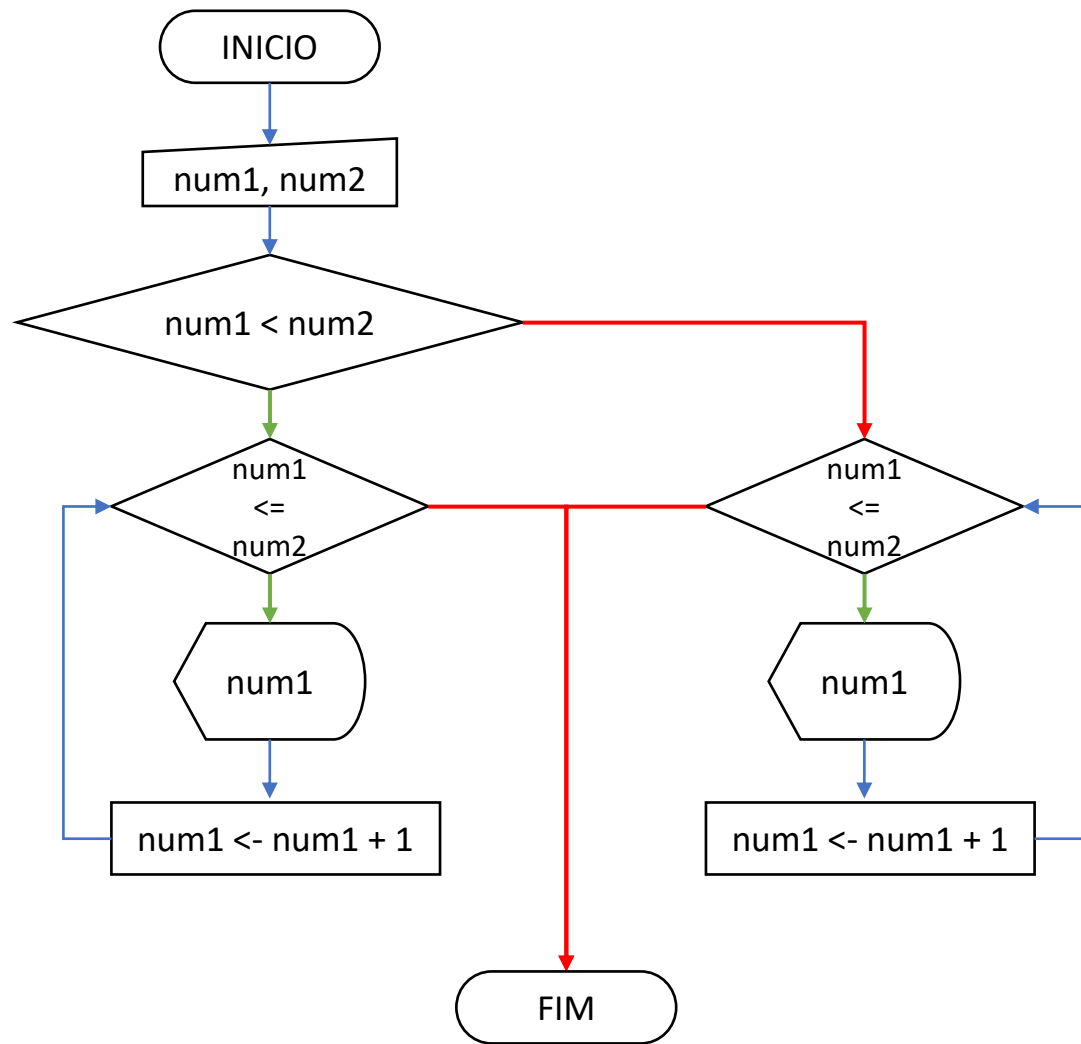 INICIO
num1, num2
num1 < num2
num1
<=
num2
num1
<=
num2
num1
num1
num1 <- num1 + 1
num1 <- num1 + 1
FIM